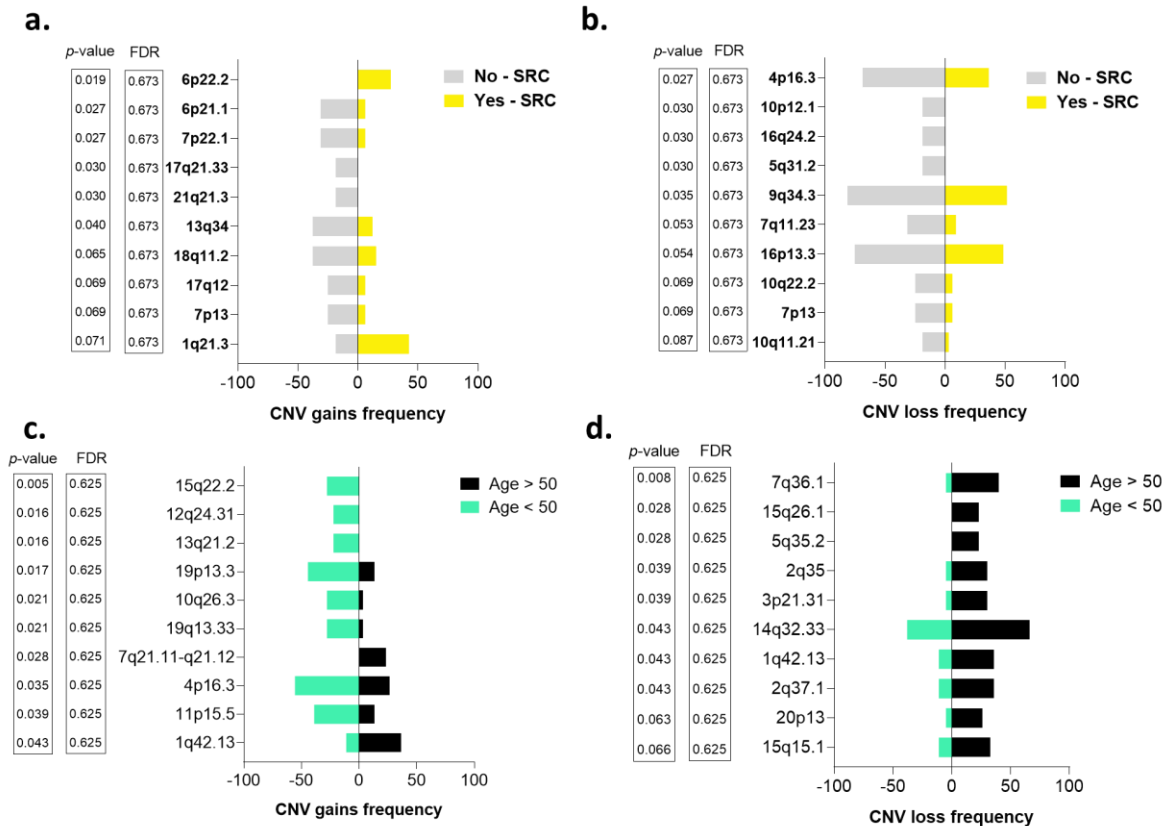 a.
p-value FDR
No - SRC
Yes - SRC
0.019 0.673 6p22.2
0.027 0.673 6p21.1
0.027 0.673 7p22.1
0.030 0.673 17q21.33
0.030 0.673 21q21.3
0.040 0.673 13q34
0.065 0.673 18q11.2
0.069 0.673 17q12
0.069 0.673 7p13
0.071 0.673 1q21.3
-100 -50 0 50 100
CNV gains frequency
b.
p-value FDR
No - SRC
Yes - SRC
0.027 0.673 4p16.3
0.030 0.673 10p12.1
0.030 0.673 16q24.2
0.030 0.673 5q31.2
0.035 0.673 9q34.3
0.053 0.673 7q11.23
0.054 0.673 16p13.3
0.069 0.673 10q22.2
0.069 0.673 7p13
0.087 0.673 10q11.21
-100 -50 0 50 100
CNV loss frequency
c.
p-value FDR
Age > 50
Age < 50
0.005 0.625 15q22.2
0.016 0.625 12q24.31
0.016 0.625 13q21.2
0.017 0.625 19p13.3
0.021 0.625 10q26.3
0.021 0.625 19q13.33
0.028 0.625 7q21.11-q21.12
0.035 0.625 4p16.3
0.039 0.625 11p15.5
0.043 0.625 1q42.13
-100 -50 0 50 100
CNV gains frequency
d.
p-value FDR
Age > 50
Age < 50
0.008 0.625 7q36.1
0.028 0.625 15q26.1
0.028 0.625 5q35.2
0.039 0.625 2q35
0.039 0.625 3p21.31
0.043 0.625 14q32.33
0.043 0.625 1q42.13
0.043 0.625 2q37.1
0.063 0.625 20p13
0.066 0.625 15q15.1
-100 -50 0 50 100
CNV loss frequency